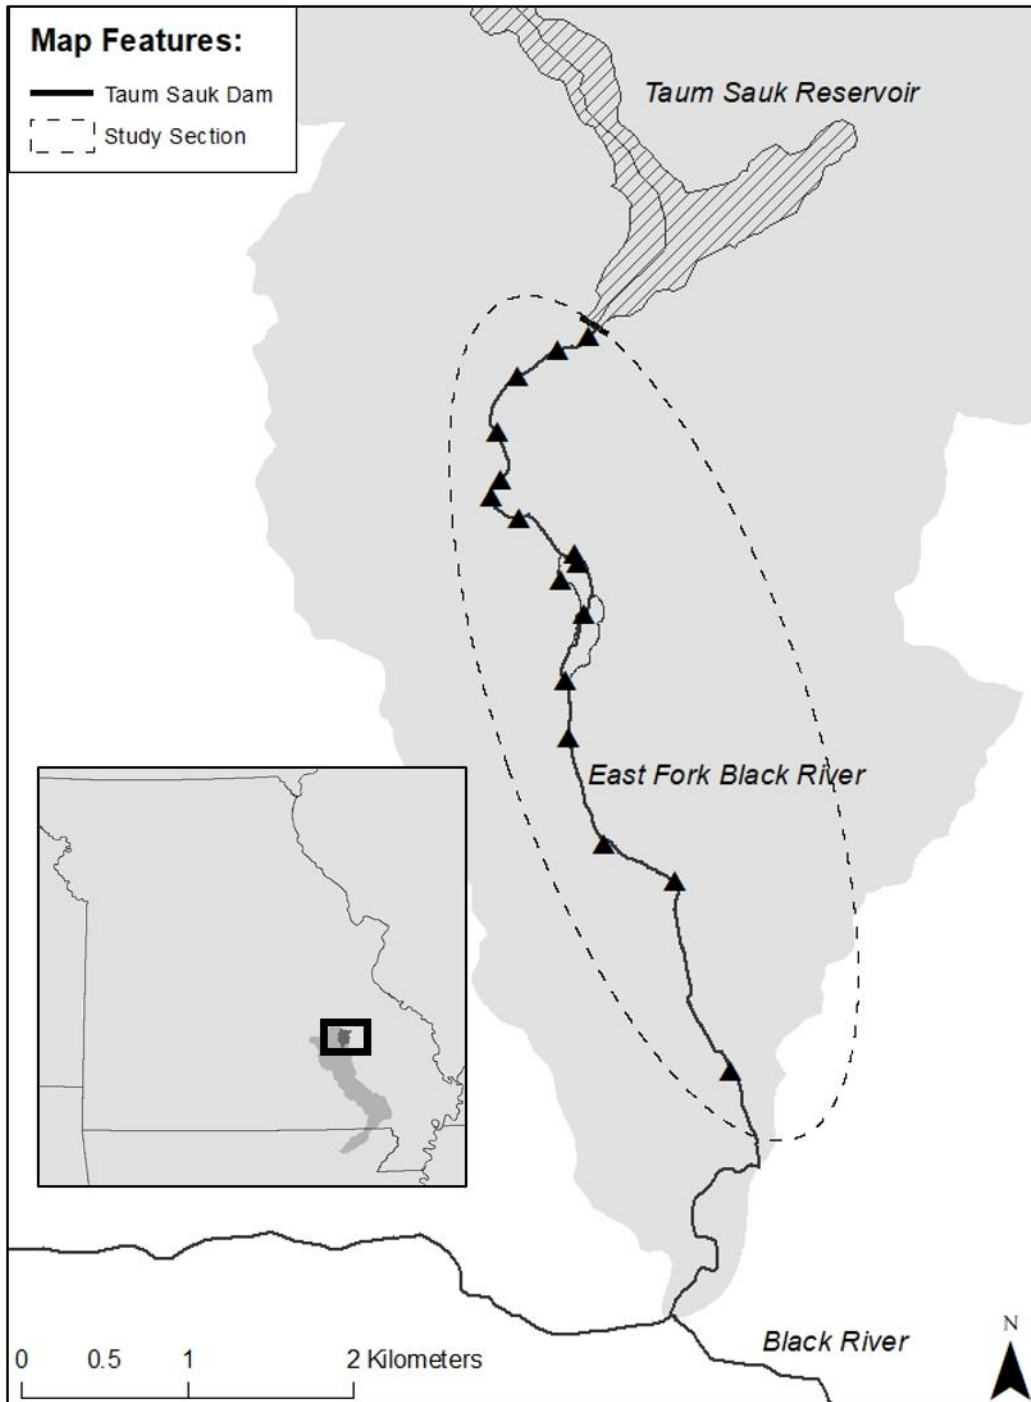 Map Features:
Taum Sauk Dam
Study Section
Taum Sauk Reservoir
East Fork Black River
Black River
0 0.5 1 2 Kilometers
N